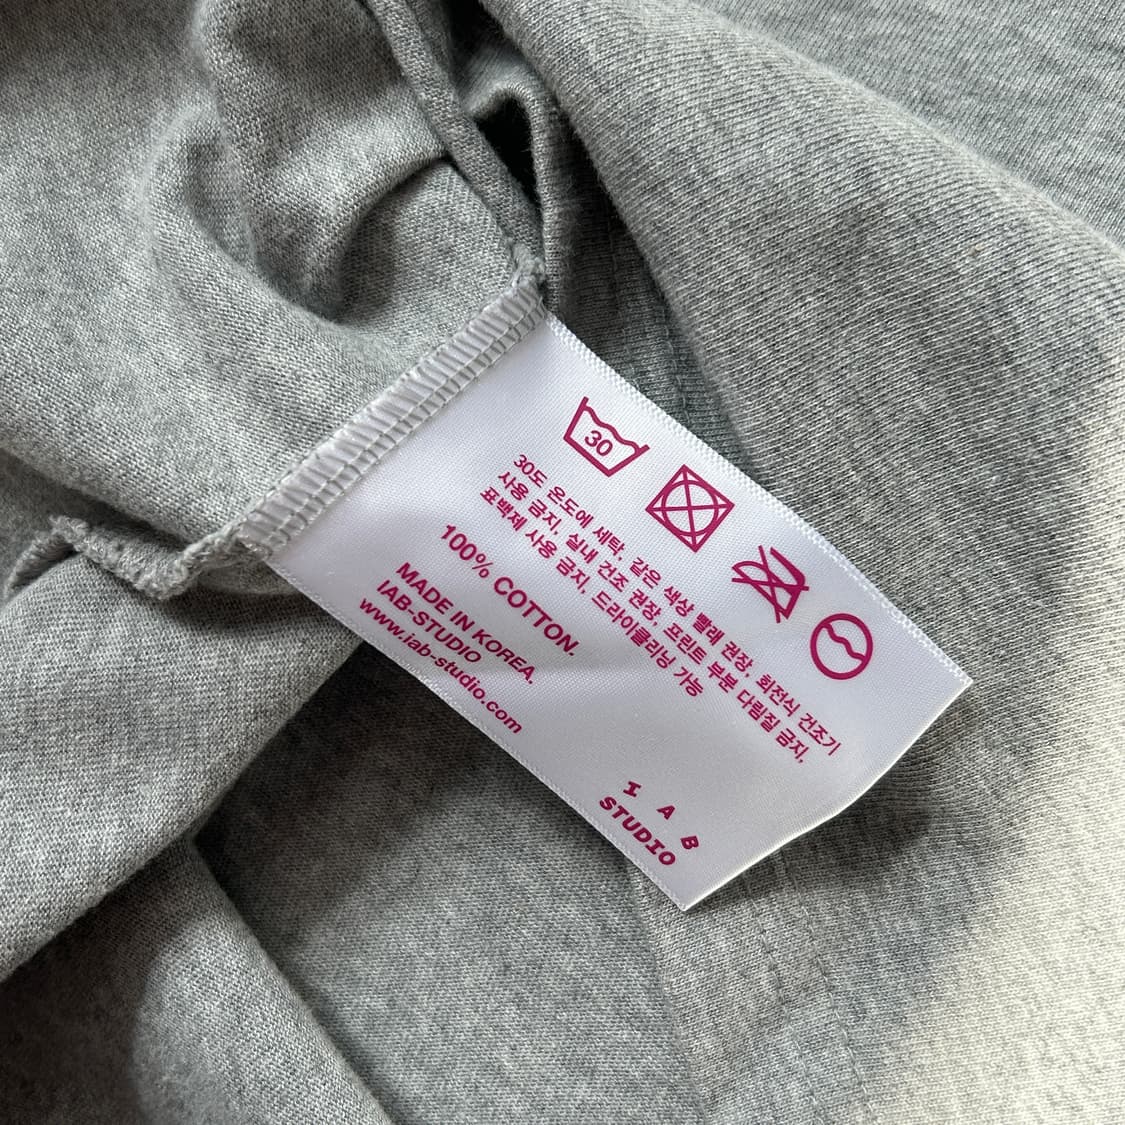 30
30도 온도에 세탁, 같은 색상 빨래 권장, 회전식 건조기
사용 금지, 실내 건조 권장, 프린트 부분 다림질 금지,
표백제 사용 금지, 드라이클리닝 가능
100% COTTON.
MADE IN KOREA.
IAB-STUDIO
www.iab-studio.com
I A B
STUDIO